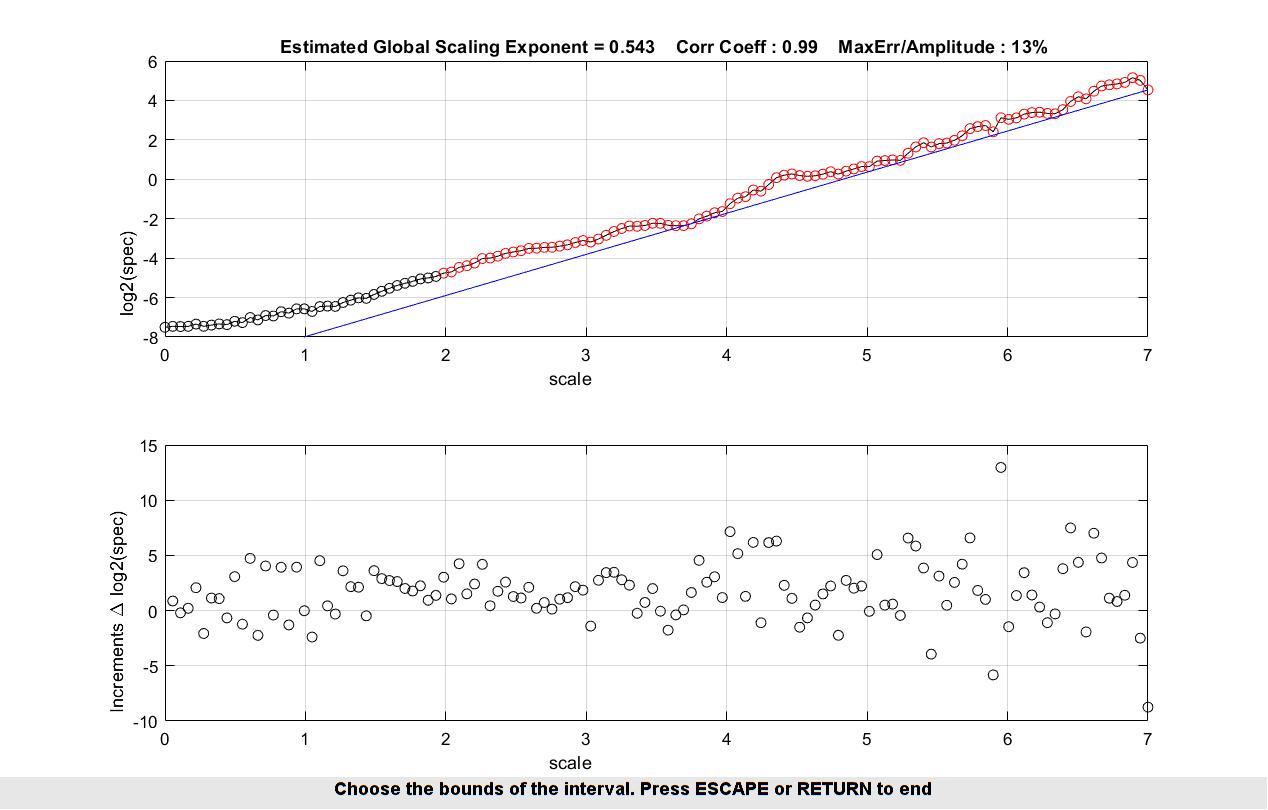 Estimated Global Scaling Exponent = 0.543    Corr Coeff : 0.99    MaxErr/Amplitude : 13%
6
4
2
0
-2
-4
-6
-8
log2(spec)
0 1 2 3 4 5 6 7
scale
15
10
5
0
-5
-10
Increments Δ log2(spec)
0 1 2 3 4 5 6 7
scale
Choose the bounds of the interval. Press ESCAPE or RETURN to end